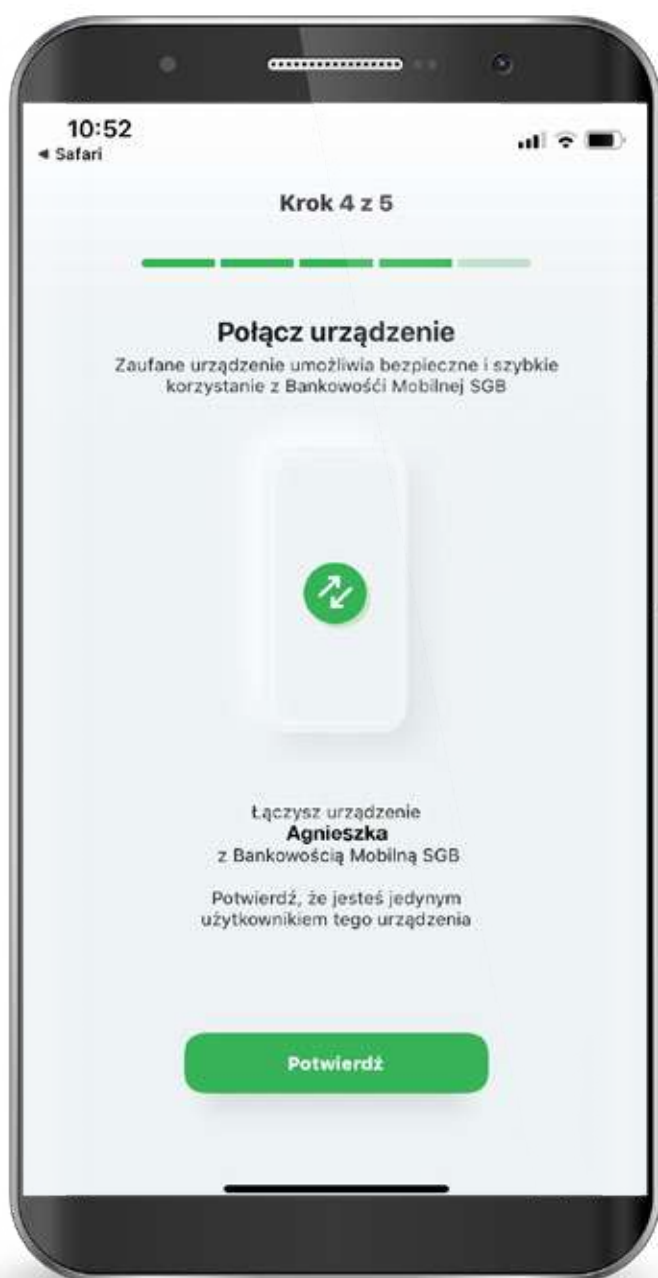 10:52
◀ Safari
Krok 4 z 5
Połącz urządzenie
Zaufane urządzenie umożliwia bezpieczne i szybkie
korzystanie z Bankowośći Mobilnej SGB
Łączysz urządzenie
Agnieszka
z Bankowością Mobilną SGB
Potwierdź, że jesteś jedynym
użytkownikiem tego urządzenia
Potwierdź